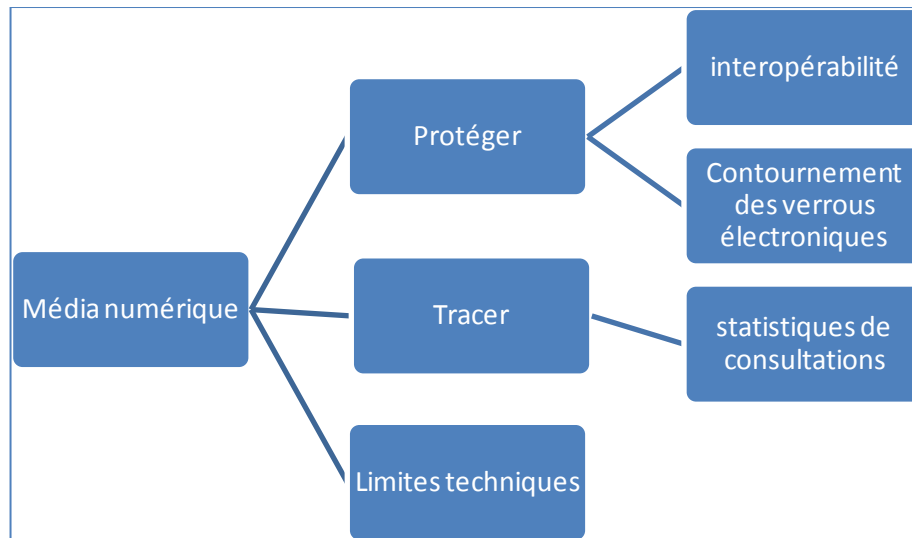 Média numérique
Protéger
interopérabilité
Contournement
des verrous
électroniques
Tracer
statistiques de
consultations
Limites techniques